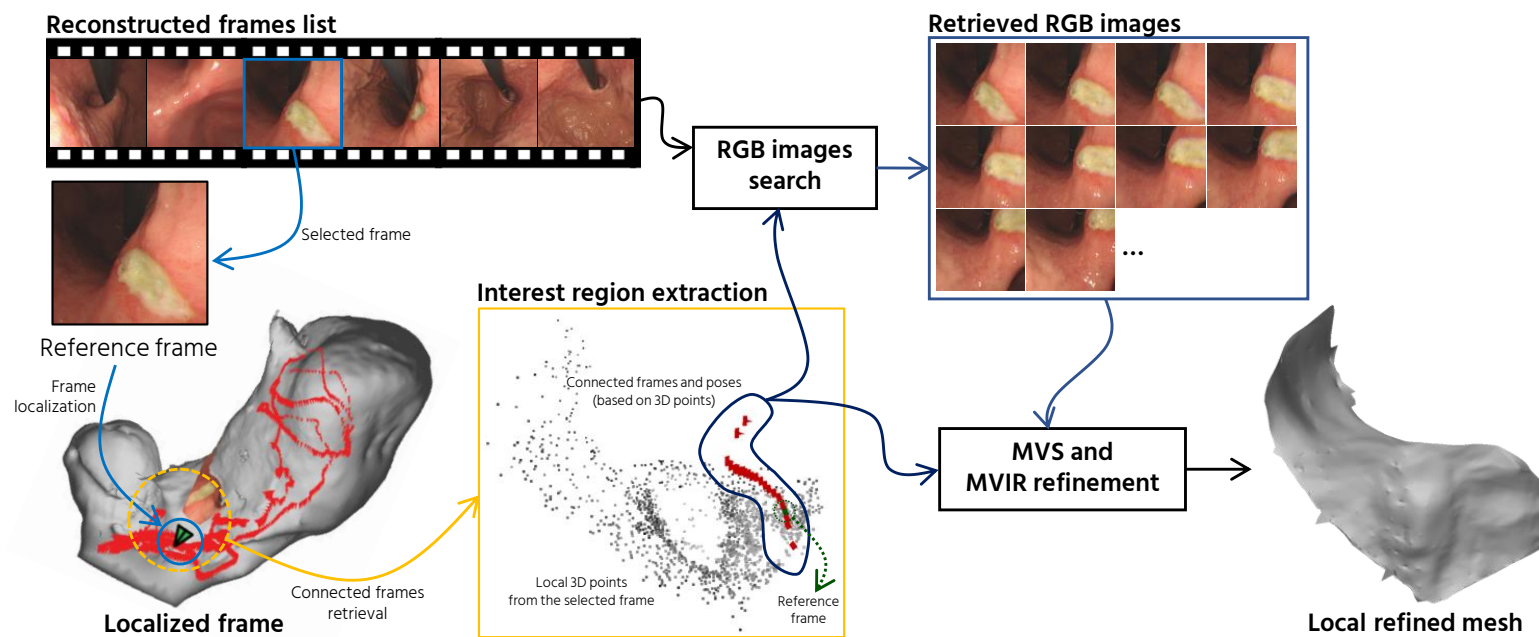 Reconstructed frames list
Retrieved RGB images
RGB images
search
...
Selected frame
Reference frame
Frame
localization
Interest region extraction
Connected frames and poses
(based on 3D points)
MVS and
MVIR refinement
Local 3D points
from the selected frame
Reference
frame
Connected frames
retrieval
Localized frame
Local refined mesh